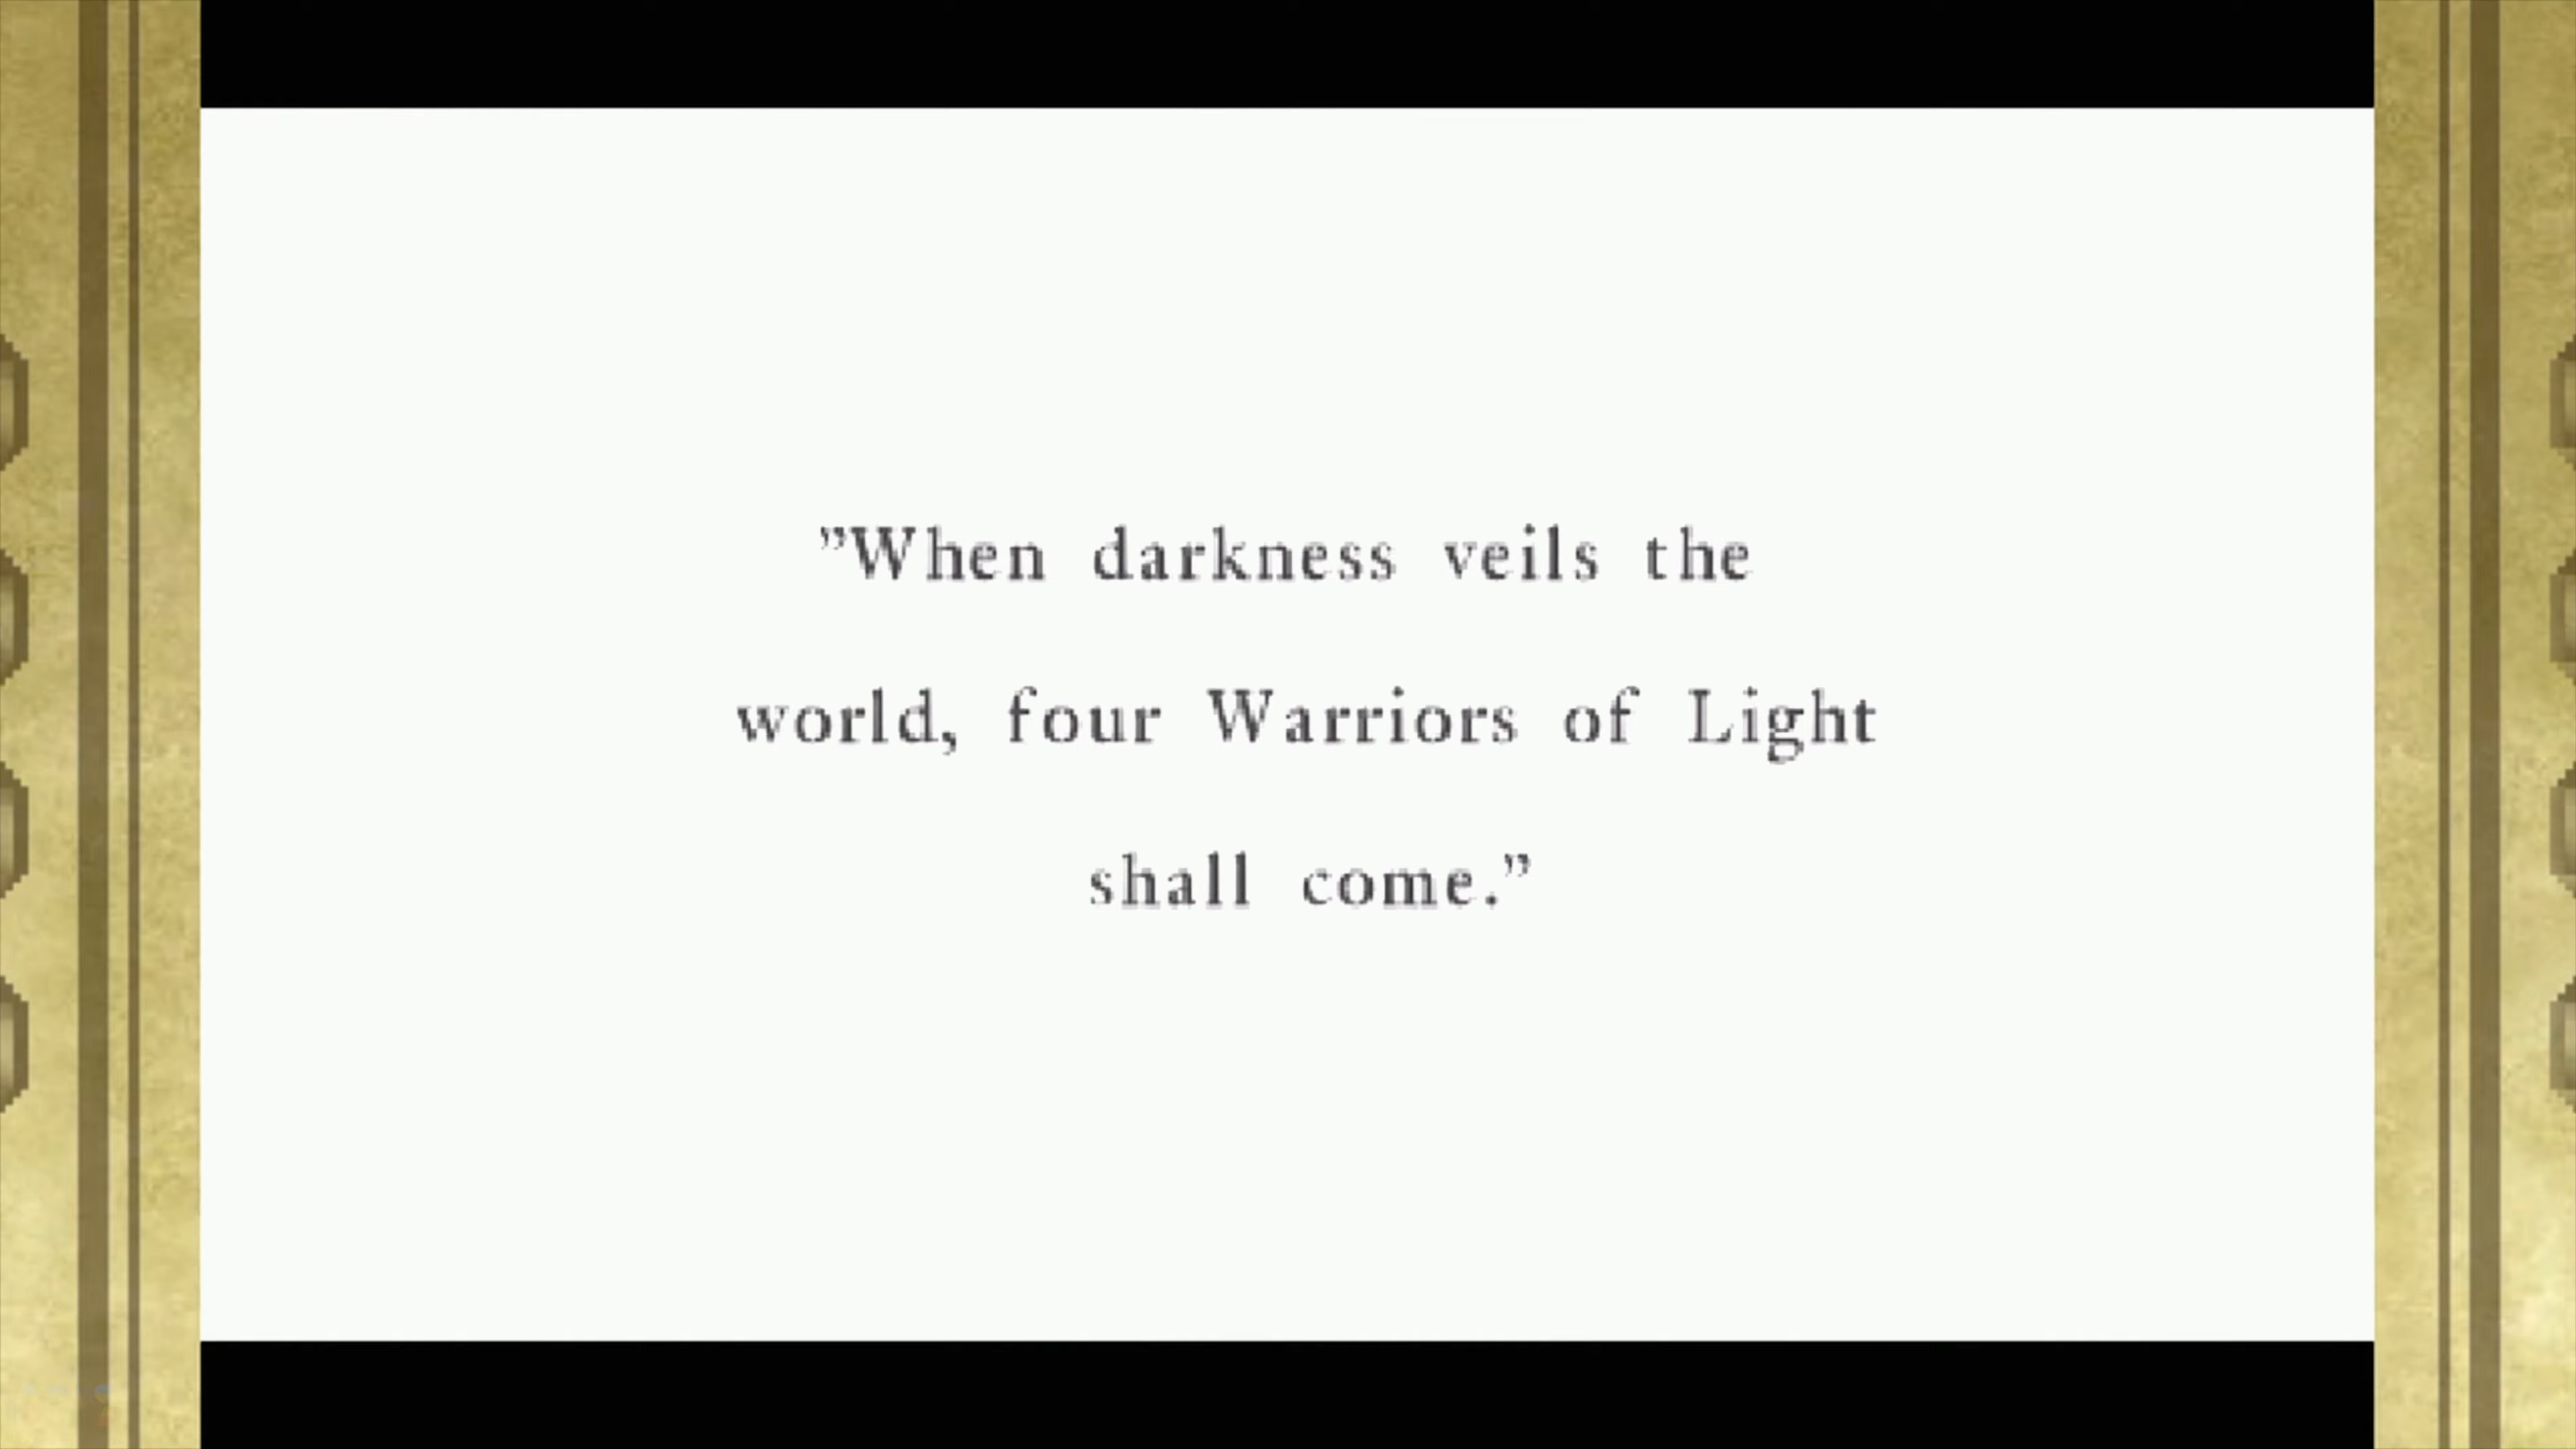 ”When darkness veils the
world, four Warriors of Light
shall come.”